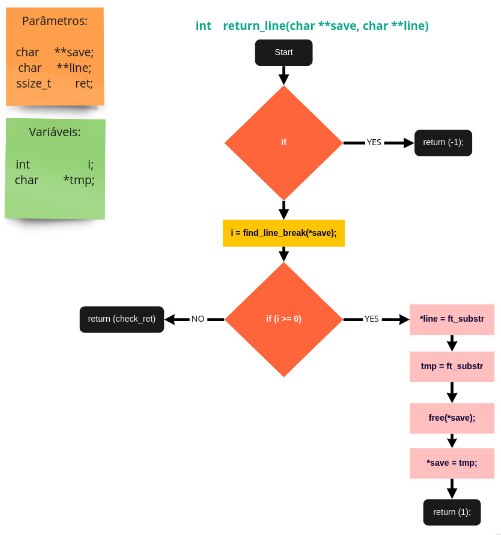 Parâmetros:
char **save;
char **line;
ssize_t ret;
Variáveis:
int i;
char *tmp;
int return_line(char **save, char **line)
Start
if
YES
return (-1);
i = find_line_break(*save);
if (i >= 0)
NO
return (check_ret)
YES
*line = ft_substr
tmp = ft_substr
free(*save);
*save = tmp;
return (1);